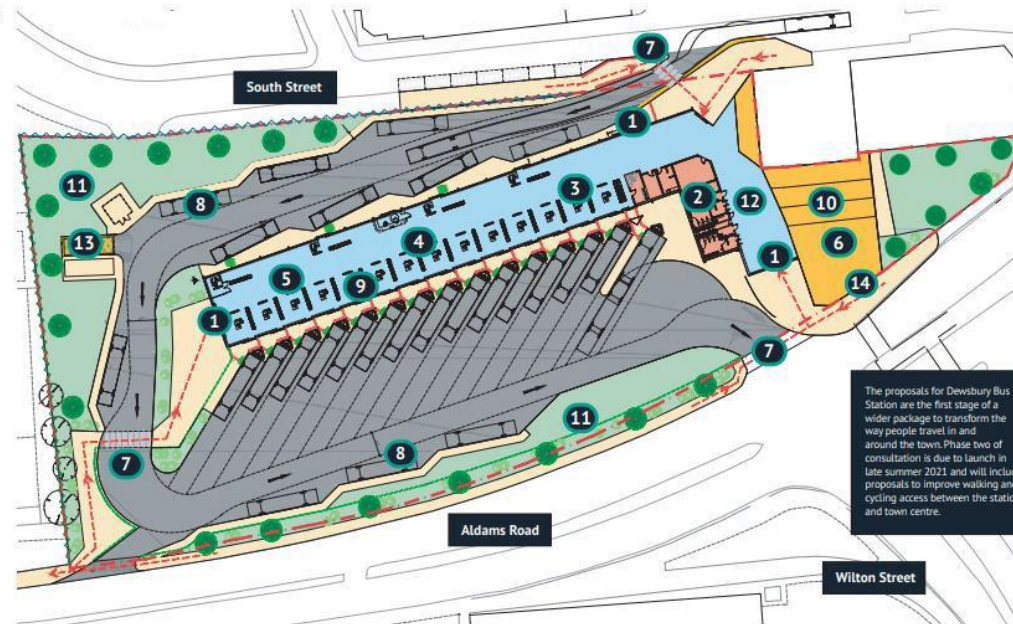 South Street
7
1
11
8
3
2
12
10
13
4
6
5
9
1
14
1
7
7
11
8
The proposals for Dewsbury Bus
Station are the first stage of a
wider package to transform the
way people travel in and
around the town. Phase two of
consultation is due to launch in
late summer 2021 and will
proposals to improve walking
cycling access between the
and town centre.
Aldams Road
Wilton Street